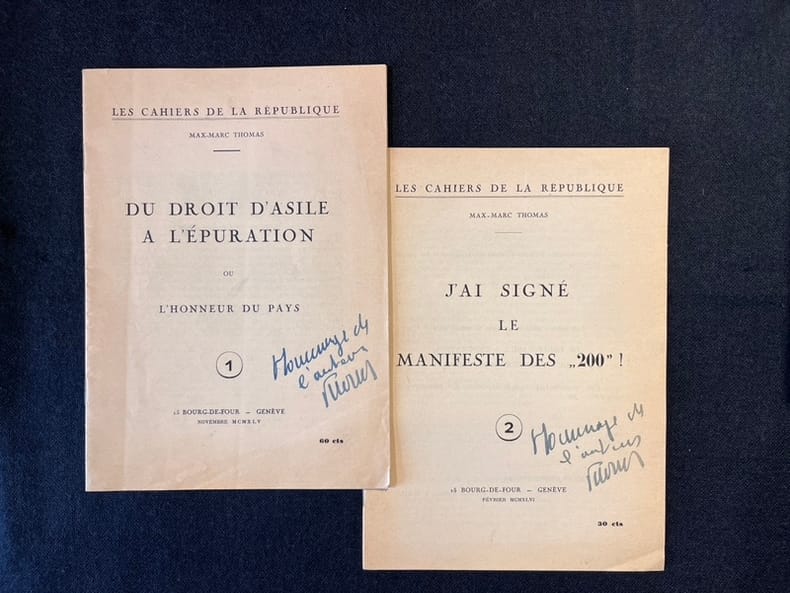 LES CAHIERS DE LA RÉPUBLIQUE
MAX-MARC THOMAS
DU DROIT D'ASILE
A L'ÉPURATION
OU
L'HONNEUR DU PAYS
1
Hommage de
l'auteur
15 BOURG-DE-FOUR – GENÈVE
NOVEMBRE MCMXLV
60 cts
LES CAHIERS DE LA RÉPUBLIQUE
MAX-MARC THOMAS
J'AI SIGNÉ
LE
MANIFESTE DES „200” !
2
Hommage de
l'auteur
15 BOURG-DE-FOUR – GENÈVE
FÉVRIER MCMXLVI
30 cts